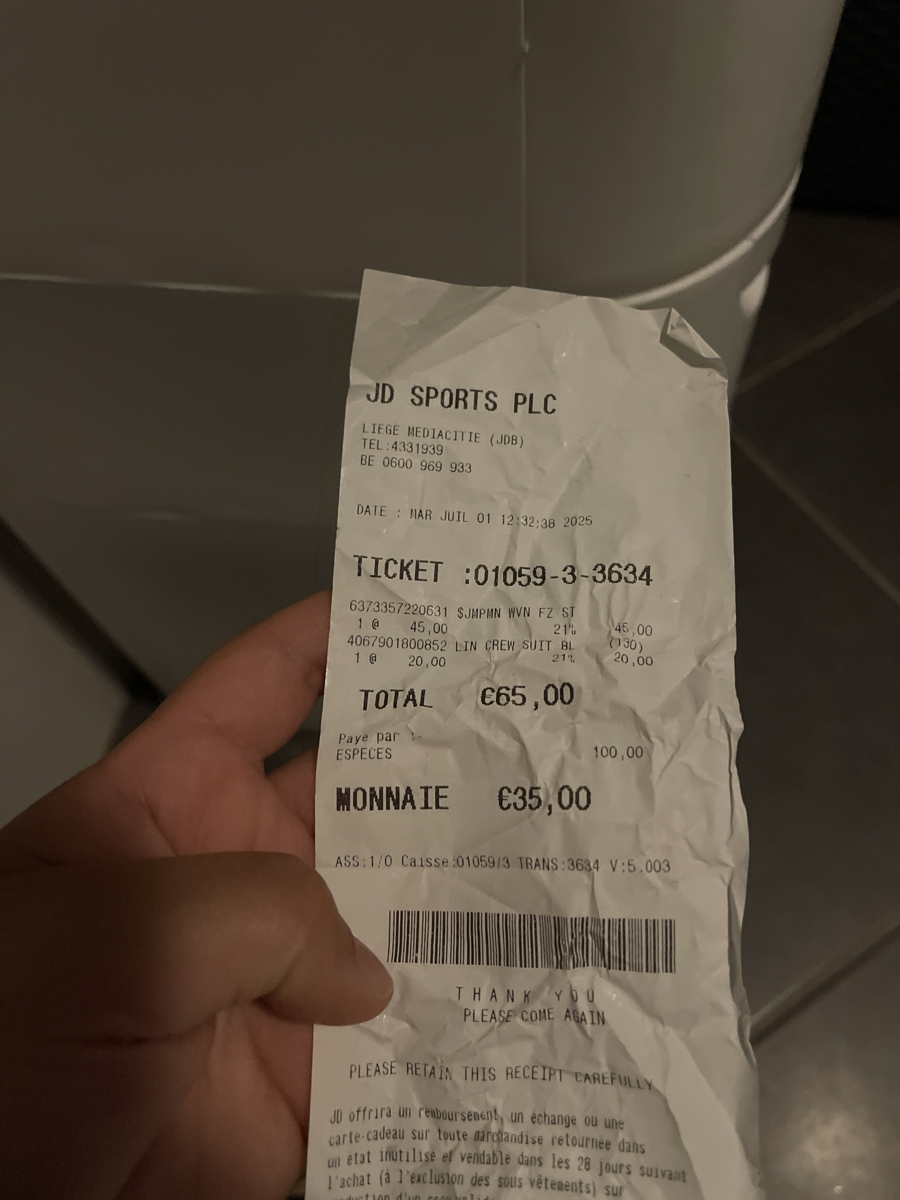 JD SPORTS PLC
LIEGE MEDIACITIE (JDB)
TEL:4331939
BE 0600 969 933
DATE : MAR JUIL 01 12:32:38 2025
TICKET :01059-3-3634
6373357220631 $JMPMN WVN FZ ST
1 @ 45,00 21% 45,00
4067901800852 LIN CREW SUIT BL (130)
1 @ 20,00 21% 20,00
TOTAL €65,00
Paye par :-
ESPECES 100,00
MONNAIE €35,00
ASS:1/0 Caisse:01059/3 TRANS:3634 V:5.003
THANK YOU
PLEASE COME AGAIN
PLEASE RETAIN THIS RECEIPT CAREFULLY
JD offrira un remboursement, un échange ou une
carte-cadeau sur toute marchandise retournée dans
un état inutilisé et vendable dans les 28 jours suivant
l'achat (à l'exclusion des sous vêtements) sur